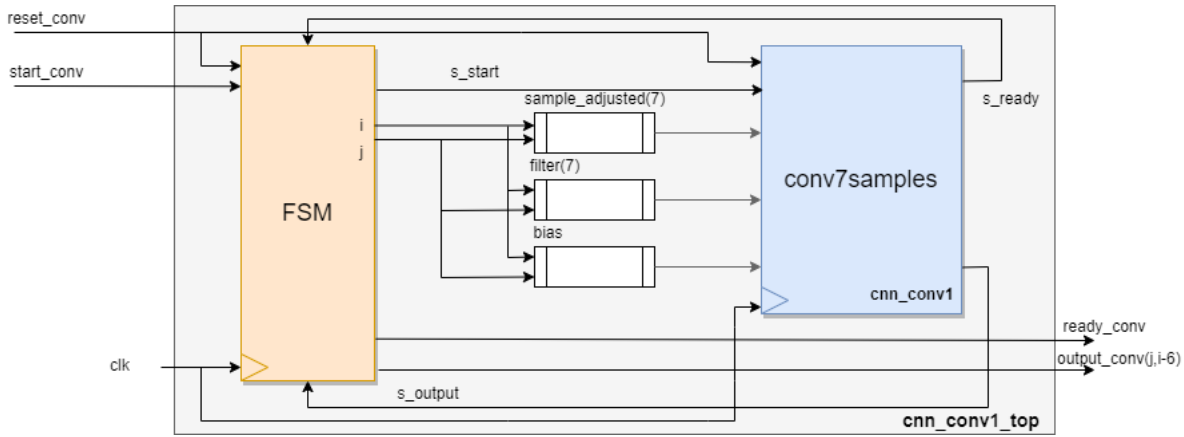 reset_conv
start_conv
s_start
s_ready
sample_adjusted(7)
i
j
filter(7)
conv7samples
FSM
bias
cnn_conv1
ready_conv
output_conv(j,i-6)
clk
s_output
cnn_conv1_top